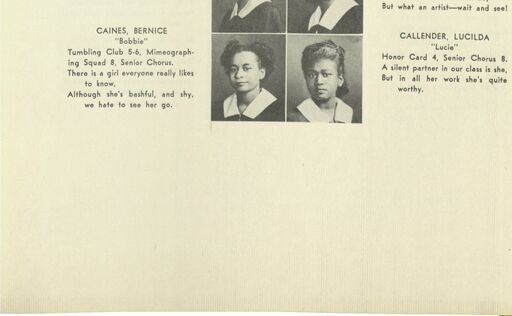 CAINES, BERNICE
"Bobbie"
Tumbling Club 5-6, Mimeograph-
ing Squad 8, Senior Chorus.
There is a girl everyone really likes
to know,
Although she's bashful, and shy,
we hate to see her go.
But what an artist—wait and see!
CALLENDER, LUCILDA
"Lucie"
Honor Card 4, Senior Chorus 8.
A silent partner in our class is she,
But in all her work she's quite
worthy.